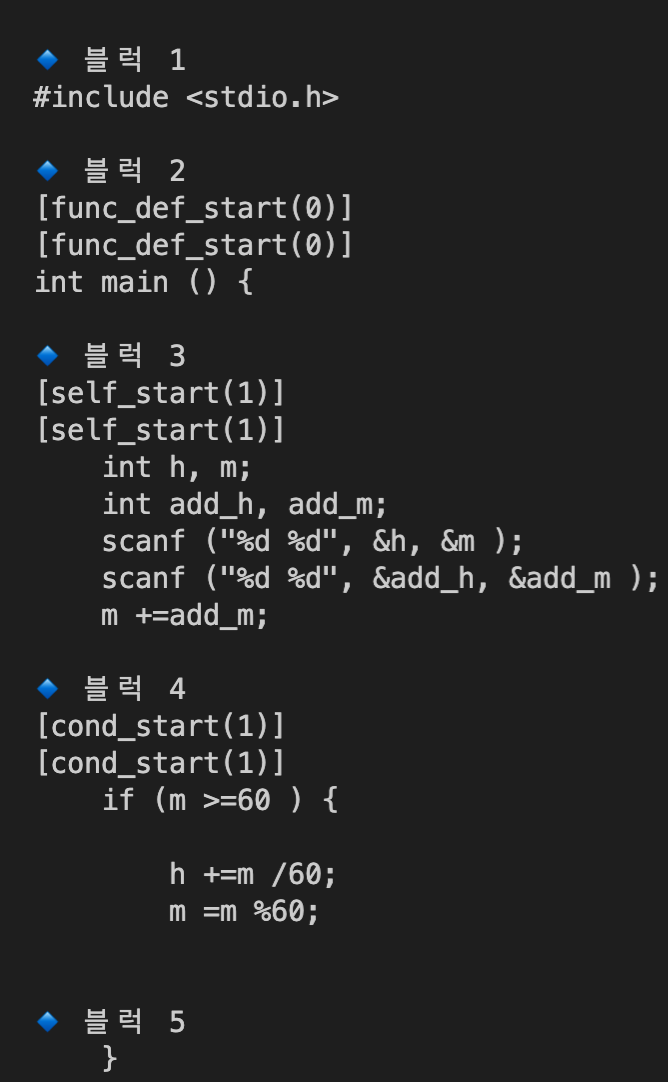 🔹 블럭 1
#include <stdio.h>
🔹 블럭 2
[func_def_start(0)]
[func_def_start(0)]
int main () {
🔹 블럭 3
[self_start(1)]
[self_start(1)]
    int h, m;
    int add_h, add_m;
    scanf ("%d %d", &h, &m );
    scanf ("%d %d", &add_h, &add_m );
    m +=add_m;
🔹 블럭 4
[cond_start(1)]
[cond_start(1)]
    if (m >=60 ) {
        h +=m /60;
        m =m %60;
🔹 블럭 5
    }